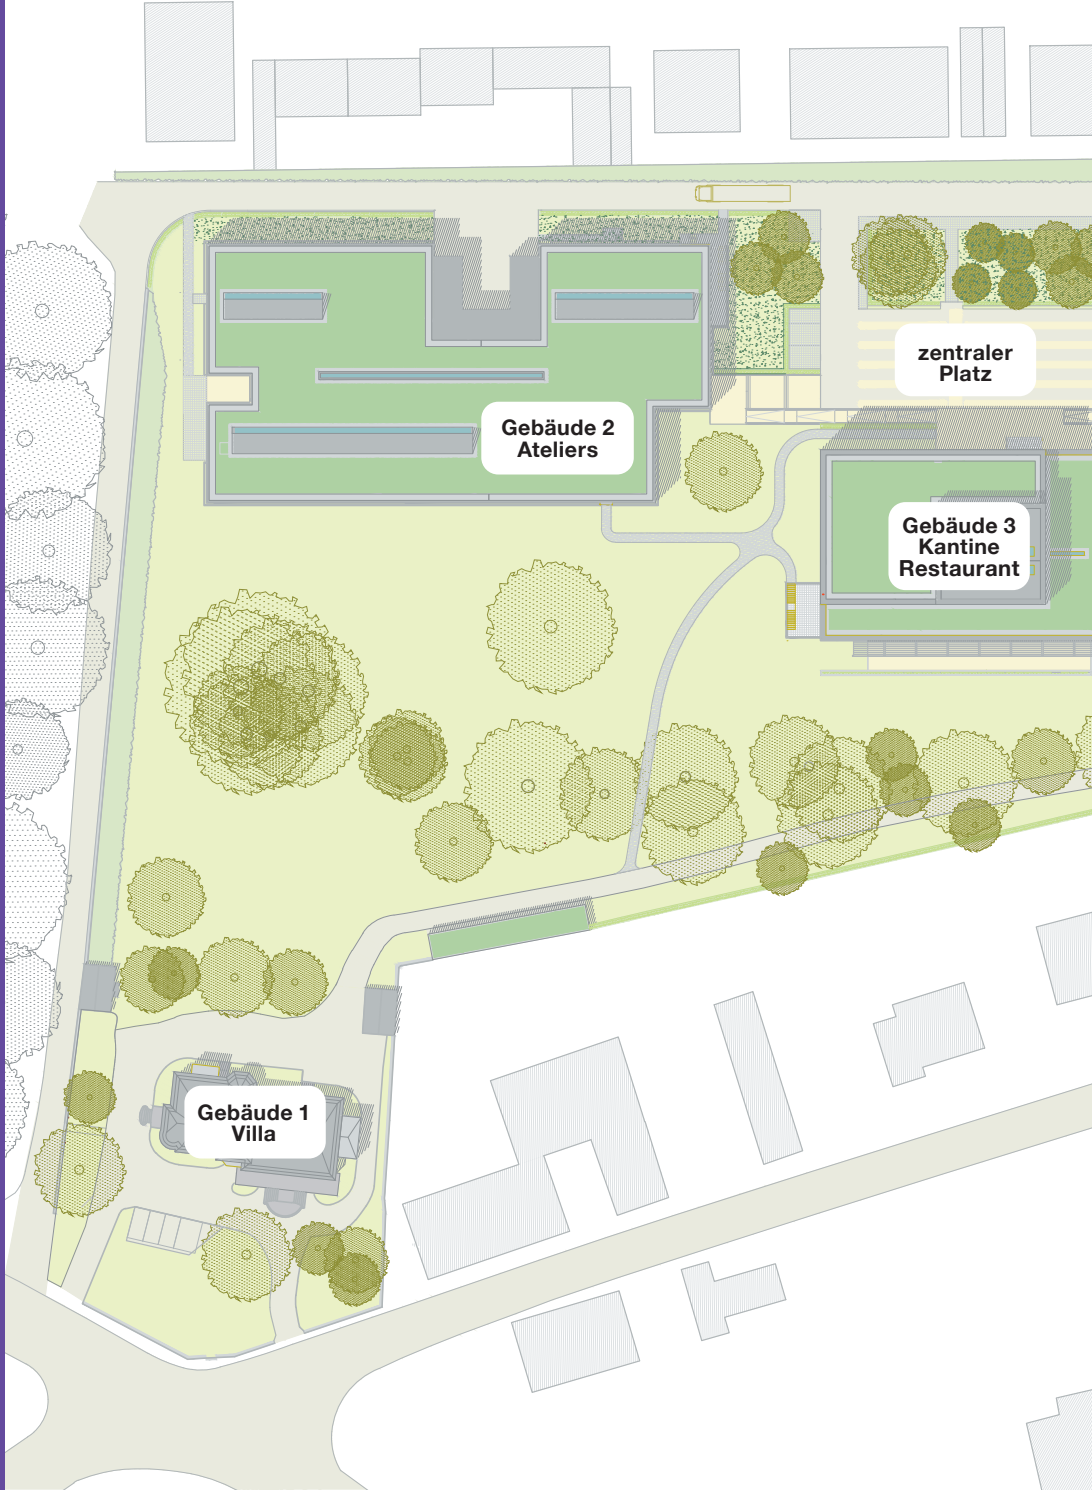 zentraler
Platz
Gebäude 2
Ateliers
Gebäude 3
Kantine
Restaurant
Gebäude 1
Villa